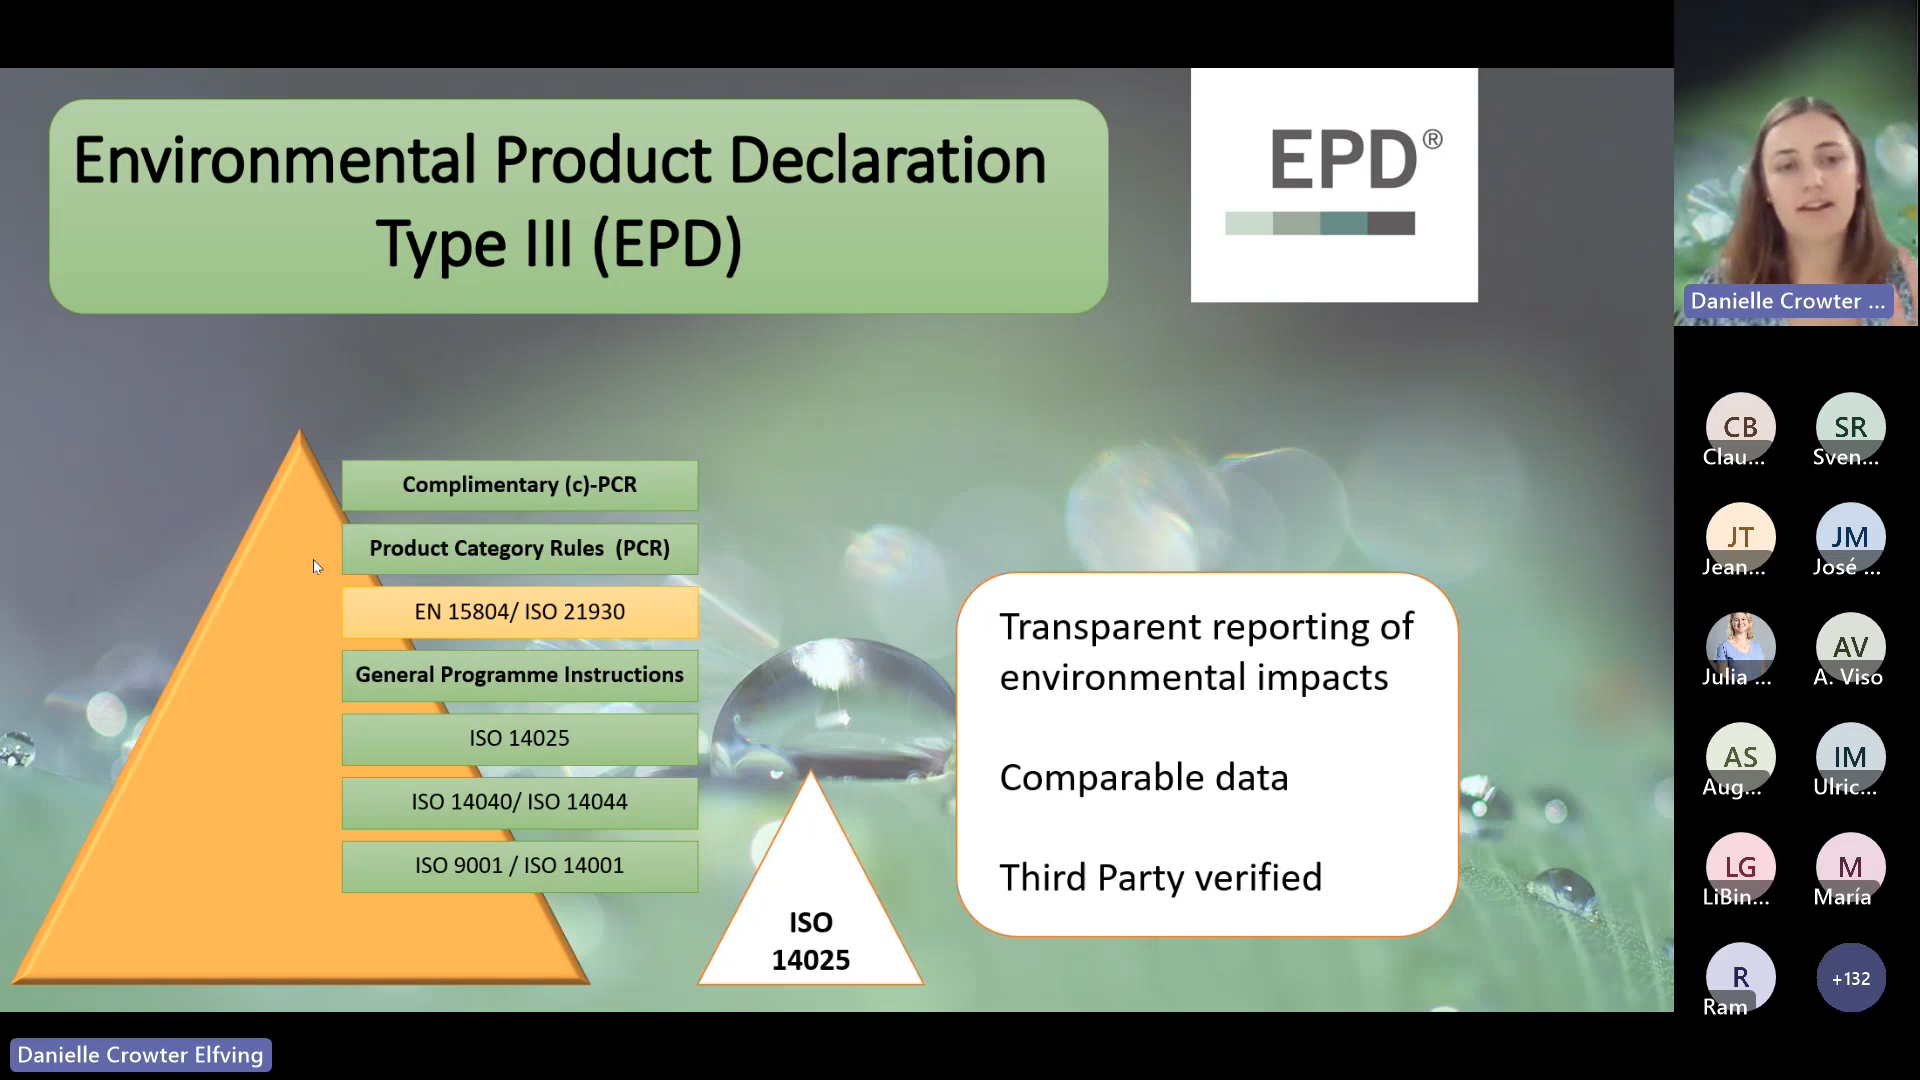 Environmental Product Declaration
Type III (EPD)
EPD®
Complimentary (c)-PCR
Product Category Rules (PCR)
EN 15804/ ISO 21930
General Programme Instructions
ISO 14025
ISO 14040/ ISO 14044
ISO 9001 / ISO 14001
ISO
14025
Transparent reporting of
environmental impacts
Comparable data
Third Party verified
Danielle Crowter ...
CB
Clau...
SR
Sven...
JT
Jean...
JM
José ...
Julia ...
AV
A. Viso
AS
Aug...
IM
Ulric...
LG
LiBin...
M
María
R
Ram
+132
Danielle Crowter Elfving